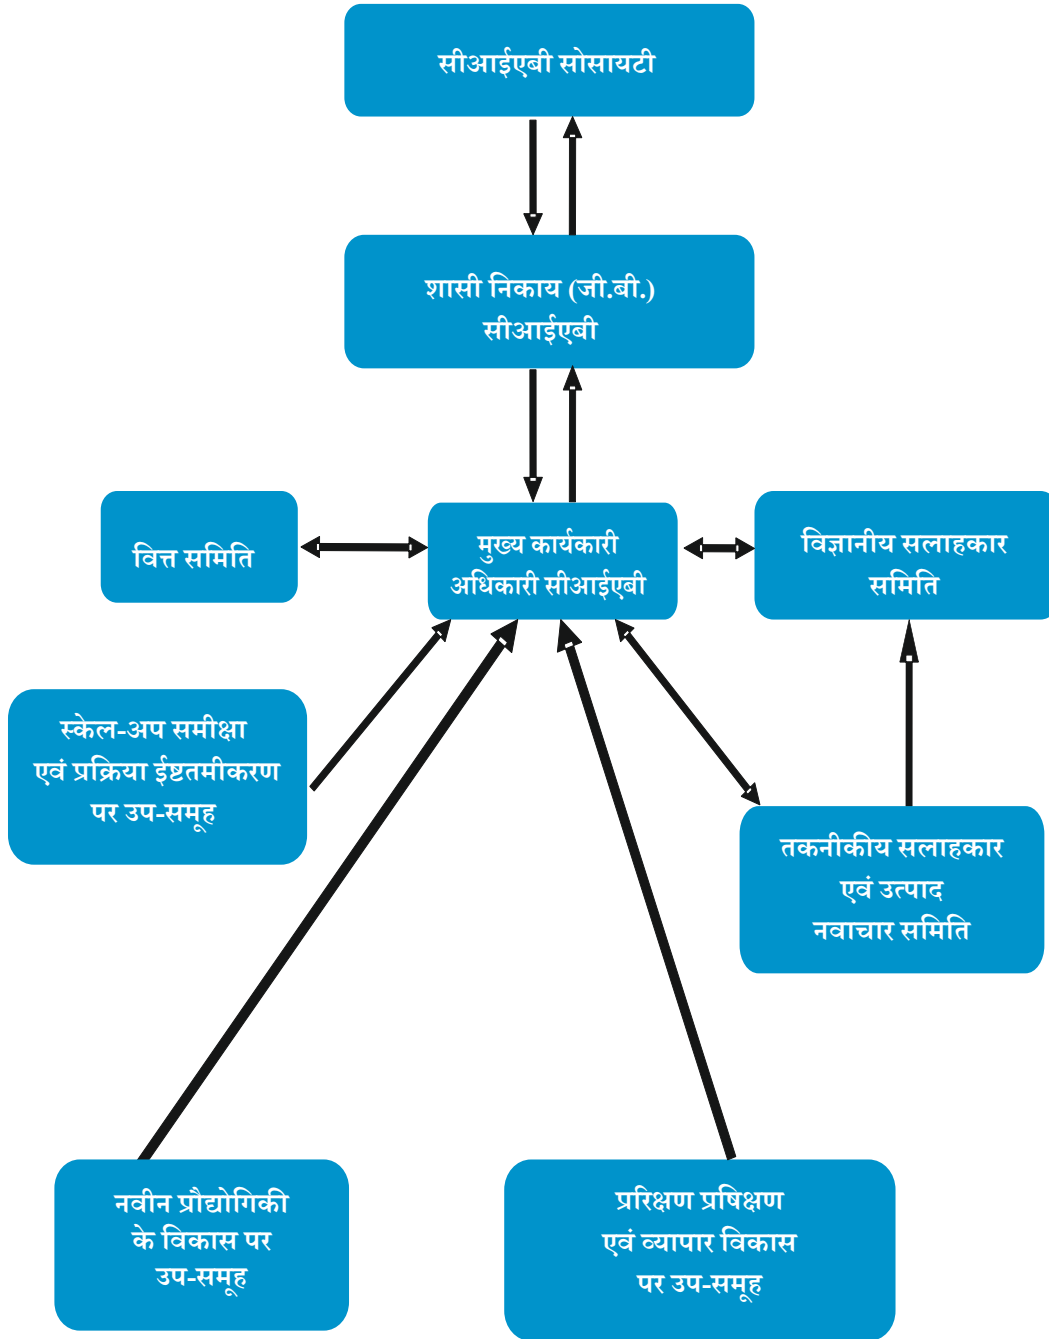 सीआईएबी सोसायटी
शासी निकाय (जी.बी.)
सीआईएबी
वित्त समिति
मुख्य कार्यकारी
अधिकारी सीआईएबी
विज्ञानीय सलाहकार
समिति
स्केल-अप समीक्षा
एवं प्रक्रिया ईष्टतमीकरण
पर उप-समूह
तकनीकीय सलाहकार
एवं उत्पाद
नवाचार समिति
नवीन प्रौद्योगिकी
के विकास पर
उप-समूह
प्ररिक्षण प्रषिक्षण
एवं व्यापार विकास
पर उप-समूह